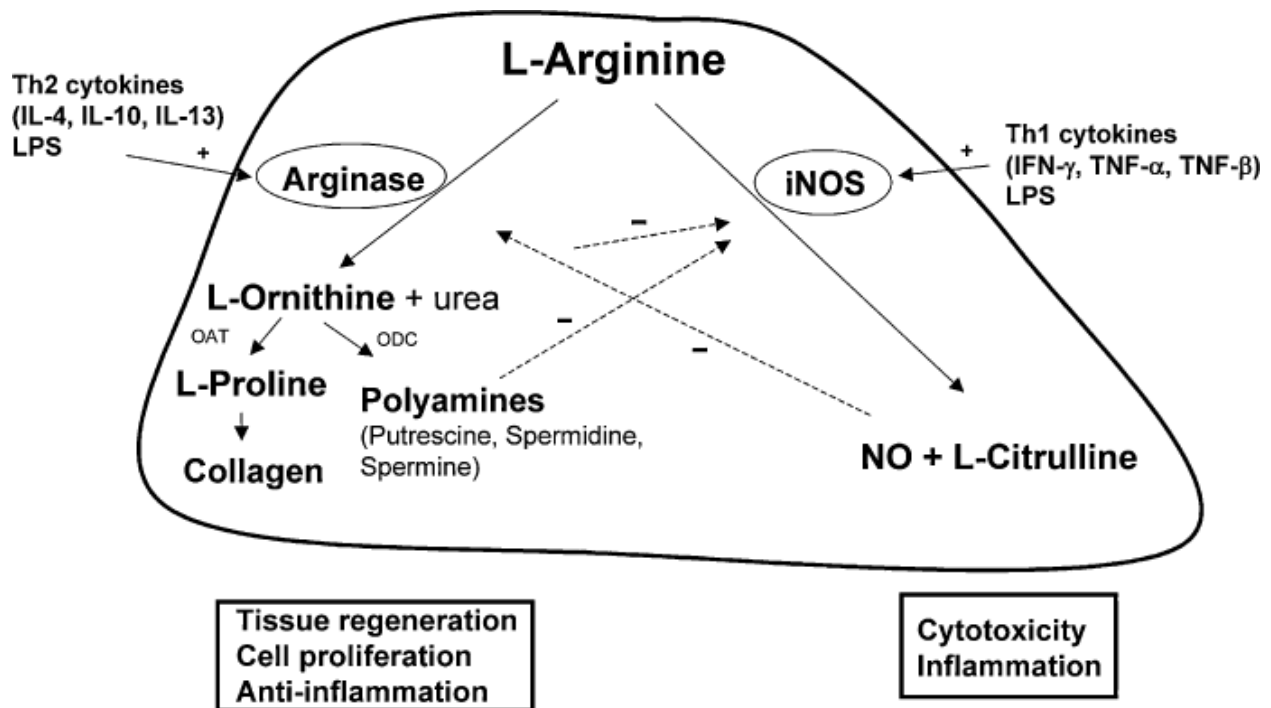 L-Arginine
Th2 cytokines
(IL-4, IL-10, IL-13)
LPS
+
Arginase
iNOS
+
Th1 cytokines
(IFN-γ, TNF-α, TNF-β)
LPS
–
–
–
L-Ornithine + urea
OAT
ODC
L-Proline
Collagen
Polyamines
(Putrescine, Spermidine,
Spermine)
NO + L-Citrulline
Tissue regeneration
Cell proliferation
Anti-inflammation
Cytotoxicity
Inflammation